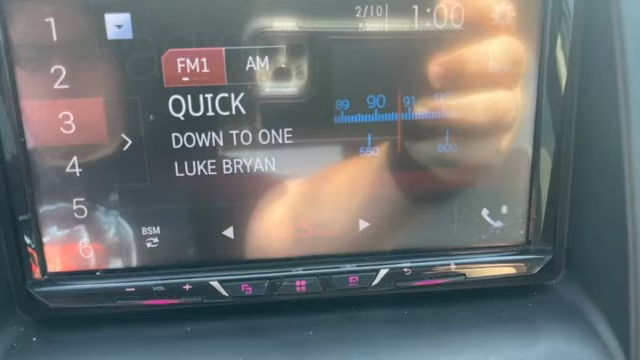 1
2/10
1:00
2
FM1 AM
3
QUICK
89 90 91
DOWN TO ONE
4
LUKE BRYAN
600
5
BSM
6
VOL